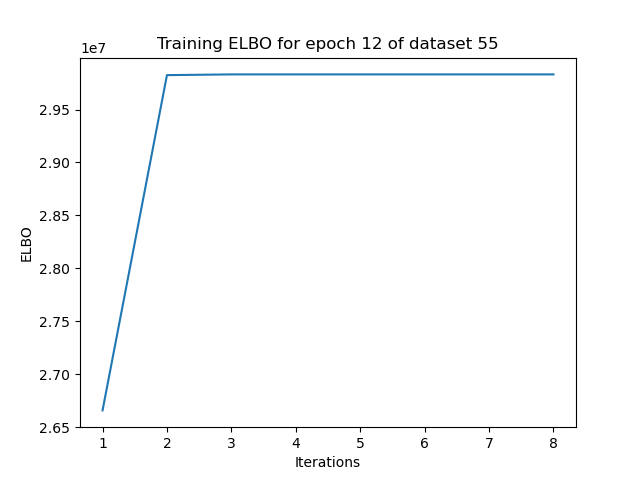 Training ELBO for epoch 12 of dataset 55
1e7
2.95
2.90
2.85
2.80
2.75
2.70
2.65
ELBO
1 2 3 4 5 6 7 8
Iterations